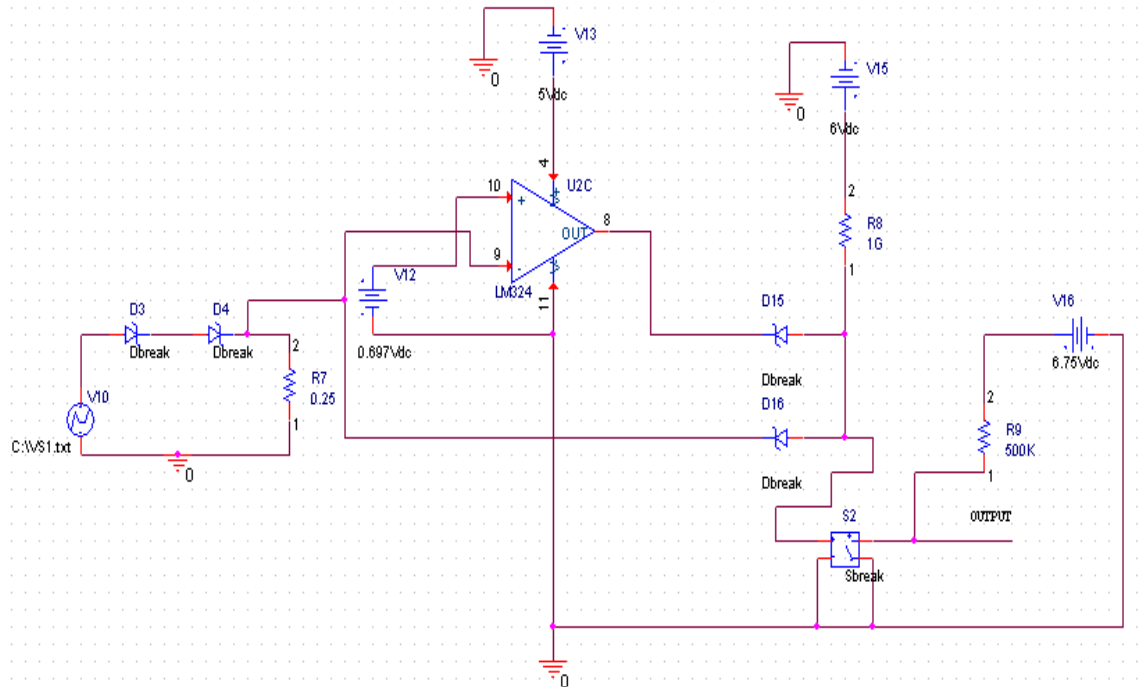 V13
0
5Vdc
V15
0
6Vdc
4
U2C
10
+
OUT
8
9
-
LM324
11
2
R8
1G
1
V12
0.697Vdc
D3
D4
Dbreak
Dbreak
2
R7
0.25
1
V10
C:\VS1.txt
0
D15
Dbreak
D16
Dbreak
V16
6.75Vdc
2
R9
500K
1
OUTPUT
S2
Sbreak
0